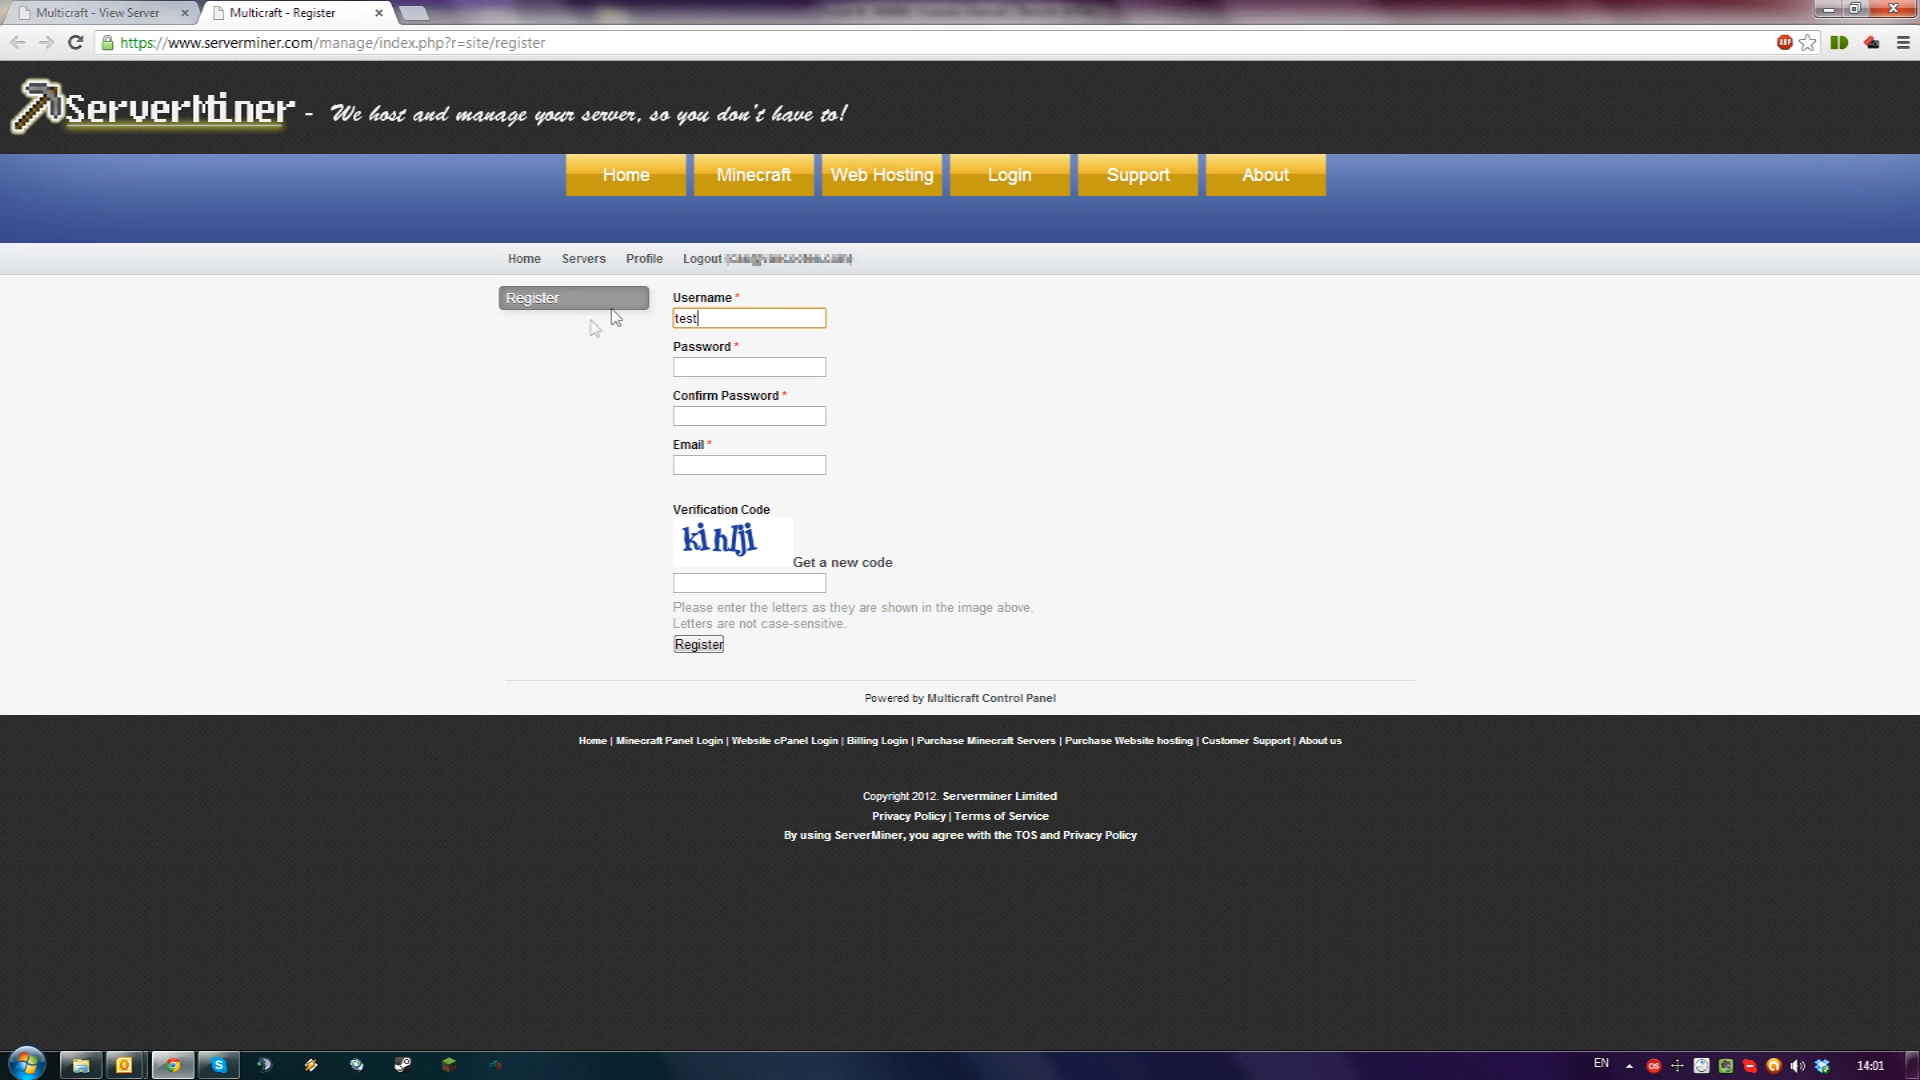 Multicraft - View Server
Multicraft - Register
https://www.serverminer.com/manage/index.php?r=site/register
ABP
ServerMiner - We host and manage your server, so you don't have to!
Home Minecraft Web Hosting Login Support About
Home Servers Profile Logout
Register
Username *
test
Password *
Confirm Password *
Email *
Verification Code
Get a new code
Please enter the letters as they are shown in the image above.
Letters are not case-sensitive.
Register
Powered by Multicraft Control Panel
Home | Minecraft Panel Login | Website cPanel Login | Billing Login | Purchase Minecraft Servers | Purchase Website hosting | Customer Support | About us
Copyright 2012. Serverminer Limited
Privacy Policy | Terms of Service
By using ServerMiner, you agree with the TOS and Privacy Policy
EN
14:01